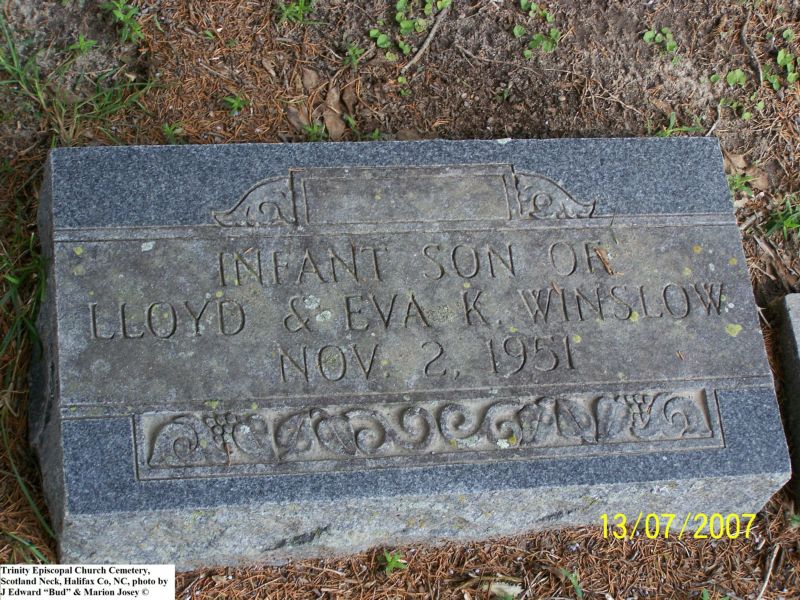 INFANT SON OF
LLOYD & EVA K. WINSLOW
NOV. 2, 1951
13/07/2007
Trinity Episcopal Church Cemetery,
Scotland Neck, Halifax Co, NC, photo by
J Edward “Bud” & Marion Josey ©